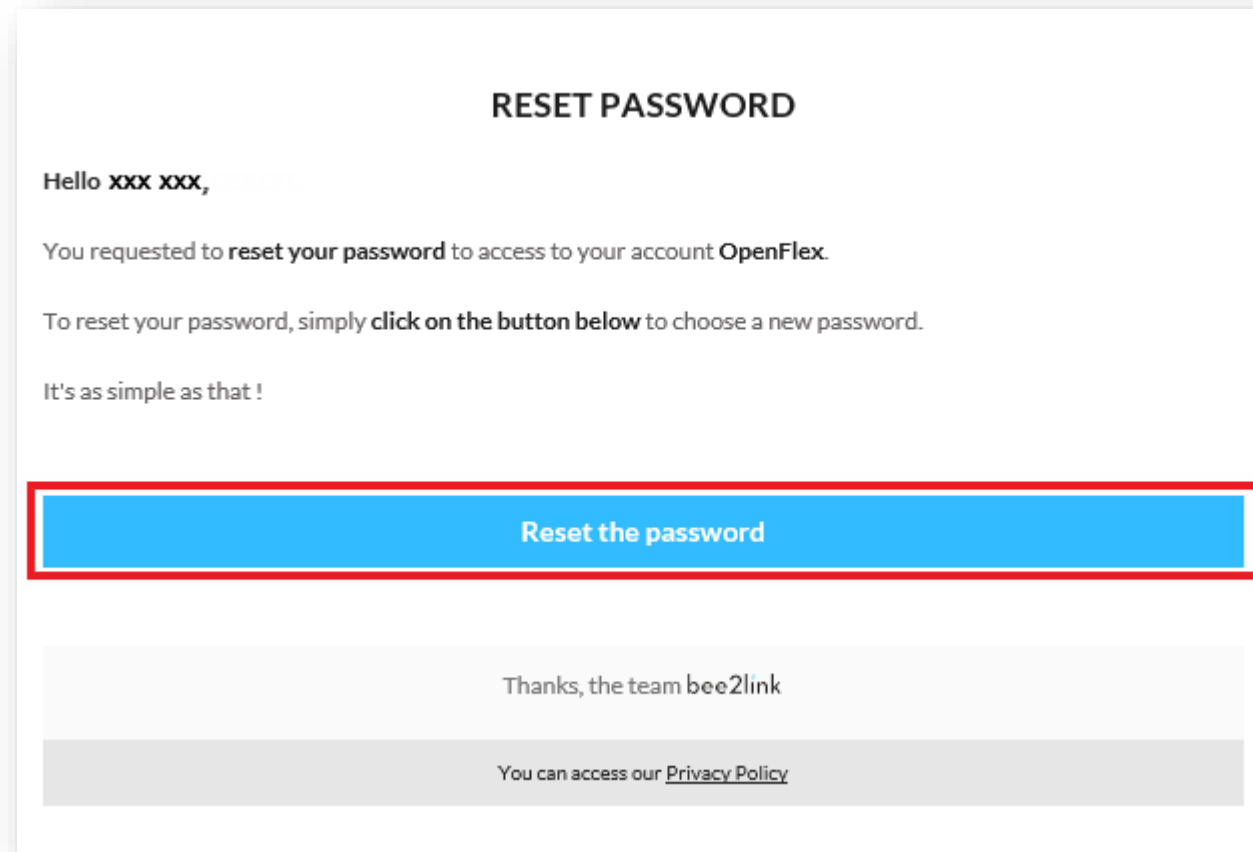 RESET PASSWORD
Hello xxx xxx,
You requested to reset your password to access to your account OpenFlex.
To reset your password, simply click on the button below to choose a new password.
It's as simple as that !
Reset the password
Thanks, the team bee2link
You can access our Privacy Policy